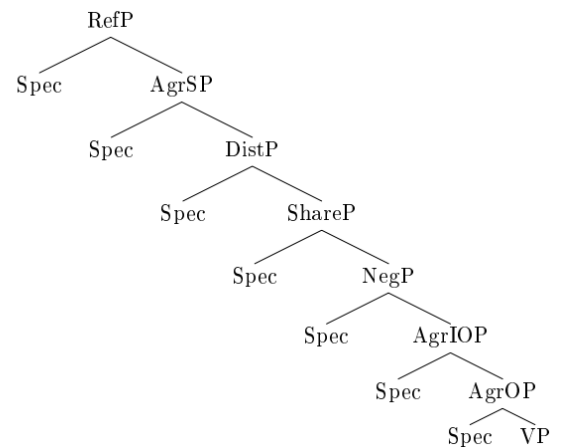 RefP
Spec AgrSP
Spec DistP
Spec ShareP
Spec NegP
Spec AgrIOP
Spec AgrOP
Spec VP